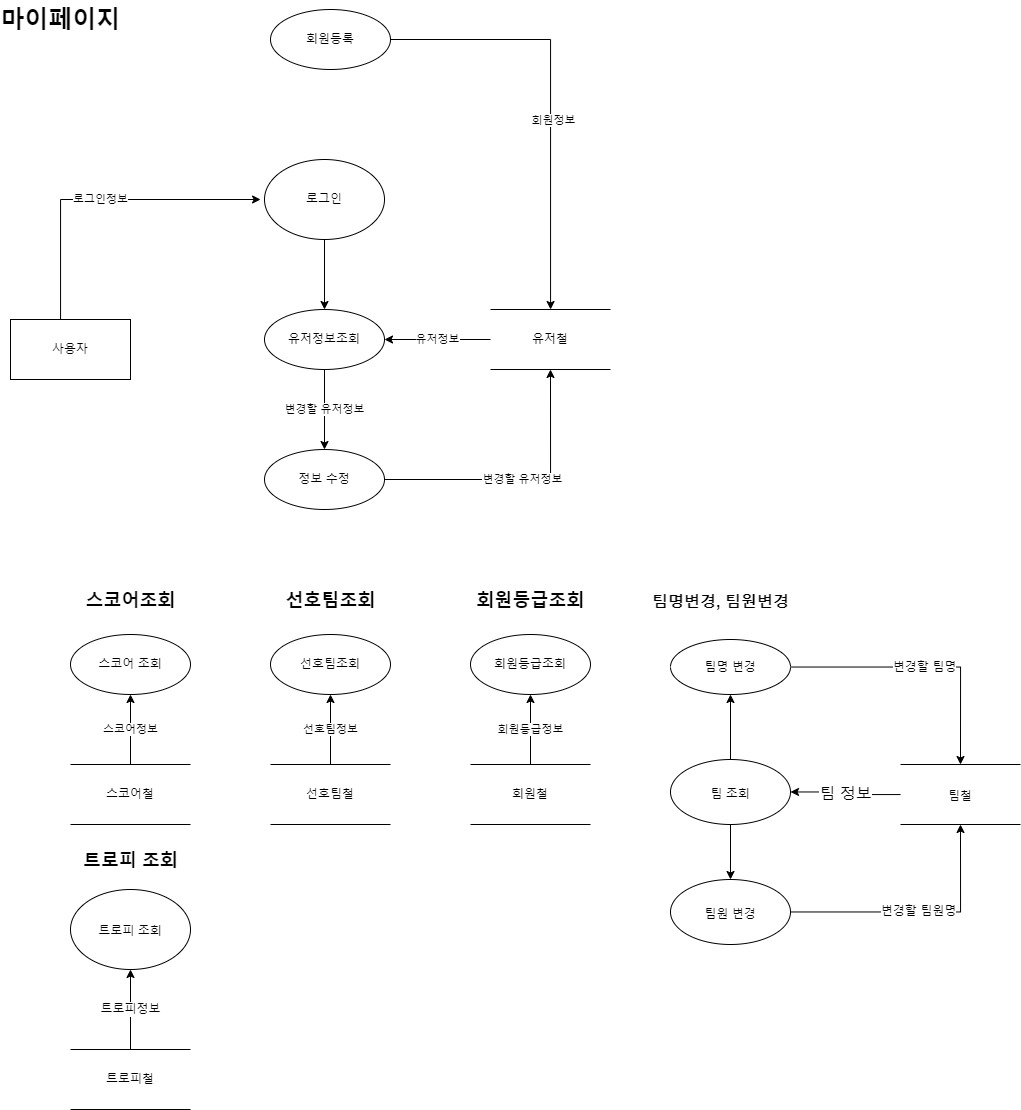 마이페이지
회원등록
회원정보
로그인정보
로그인
사용자
유저정보조회
유저정보
유저철
변경할 유저정보
정보 수정
변경할 유저정보
스코어조회
선호팀조회
회원등급조회
팀명변경, 팀원변경
스코어 조회
선호팀조회
회원등급조회
팀명 변경
변경할 팀명
스코어정보
선호팀정보
회원등급정보
스코어철
선호팀철
회원철
팀 조회
팀 정보
팀철
트로피 조회
트로피 조회
팀원 변경
변경할 팀원명
트로피정보
트로피철